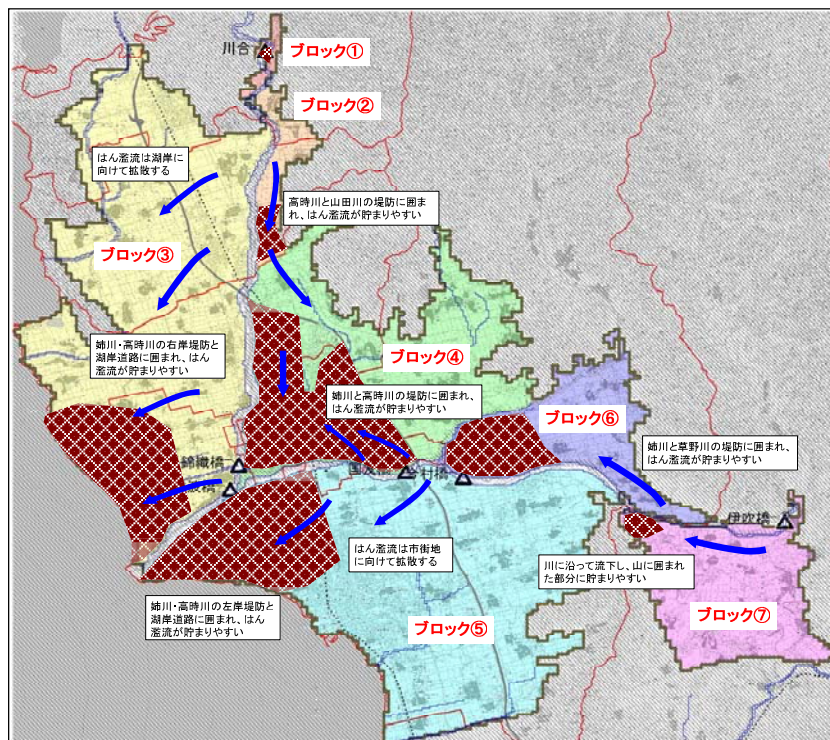 川合
ブロック①
ブロック②
はん濫流は湖岸に
向けて拡散する
高時川と山田川の堤防に囲ま
れ、はん濫流が貯まりやすい
ブロック③
姉川・高時川の右岸堤防と
湖岸道路に囲まれ、はん
濫流が貯まりやすい
ブロック④
姉川と高時川の堤防に囲まれ、
はん濫流が貯まりやすい
ブロック⑥
姉川と草野川の堤防に囲まれ、
はん濫流が貯まりやすい
錦織橋
村橋
伊吹橋
はん濫流は市街地
に向けて拡散する
川に沿って流下し、山に囲まれ
た部分に貯まりやすい
姉川・高時川の左岸堤防と
湖岸道路に囲まれ、はん
濫流が貯まりやすい
ブロック⑤
ブロック⑦